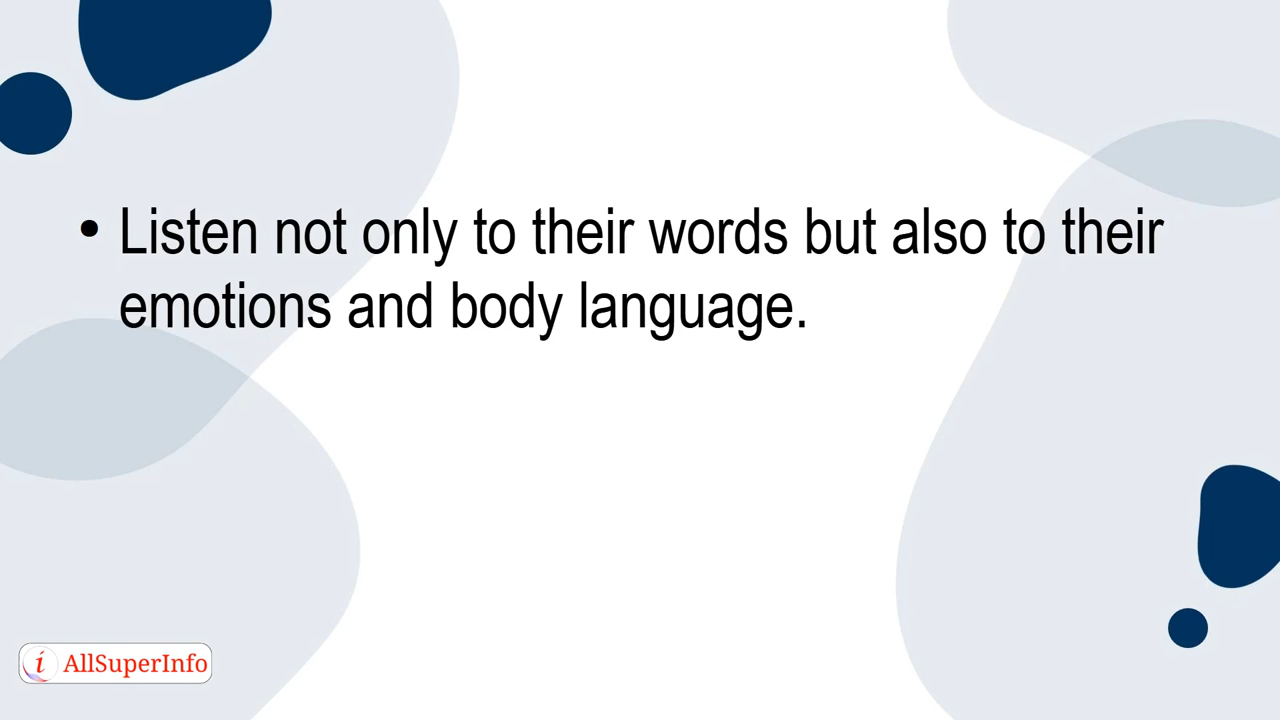 • Listen not only to their words but also to their
emotions and body language.
i AllSuperInfo